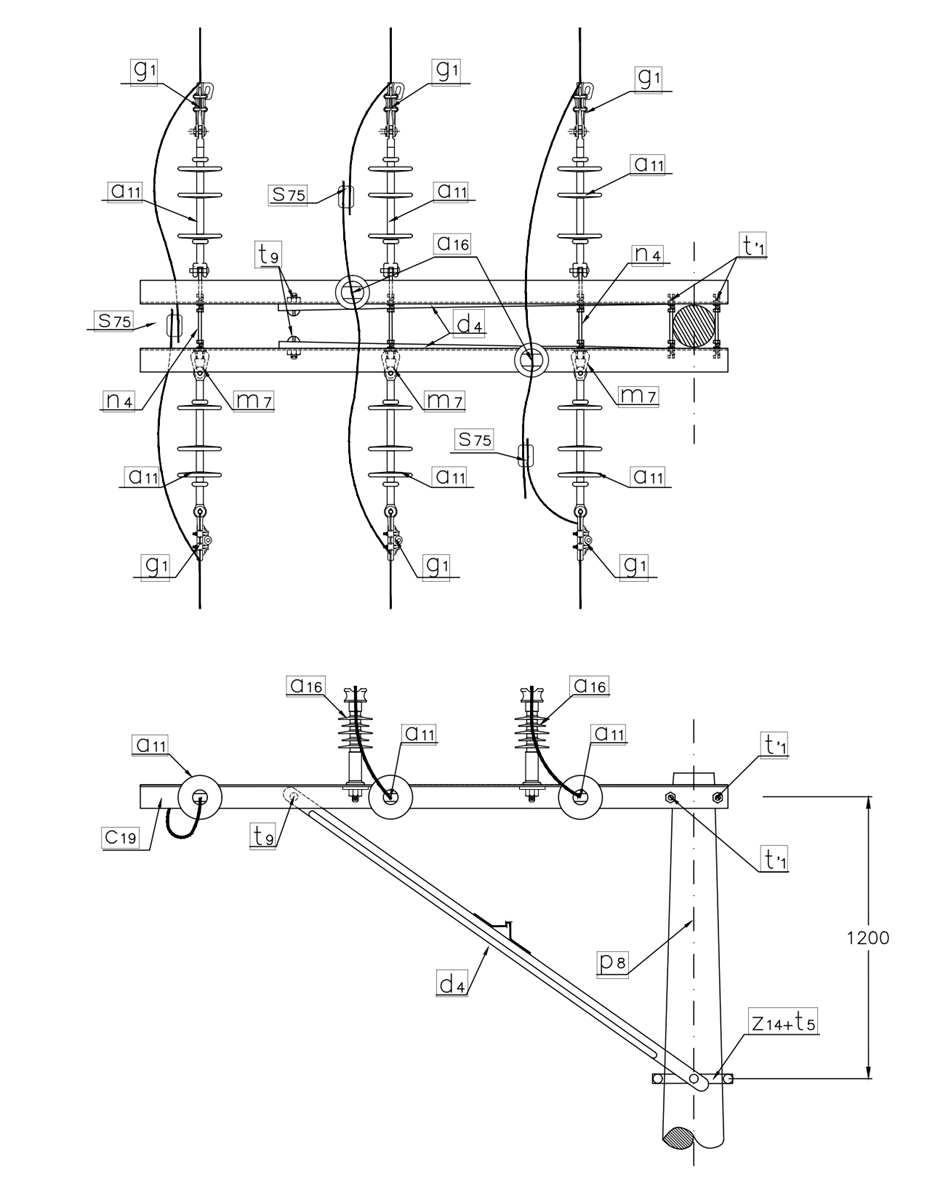 g1 g1 g1
a11 a11 a11
S75
a16
t9 n4 t'1
S75 d4
n4 m7 m7 m7
S75
a11 a11 a11
g1 g1 g1
a16 a16
a11 a11 a11 t'1
c19 t9 t'1
1200
p8
d4
z14+t5